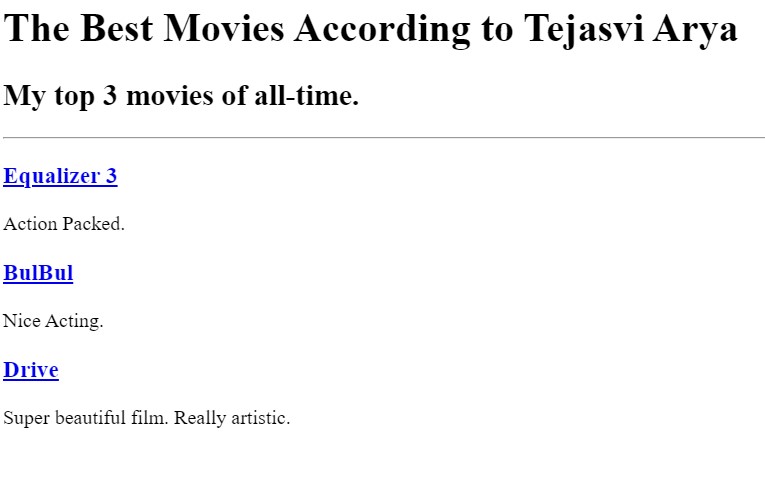 The Best Movies According to Tejasvi Arya
My top 3 movies of all-time.
Equalizer 3
Action Packed.
BulBul
Nice Acting.
Drive
Super beautiful film. Really artistic.